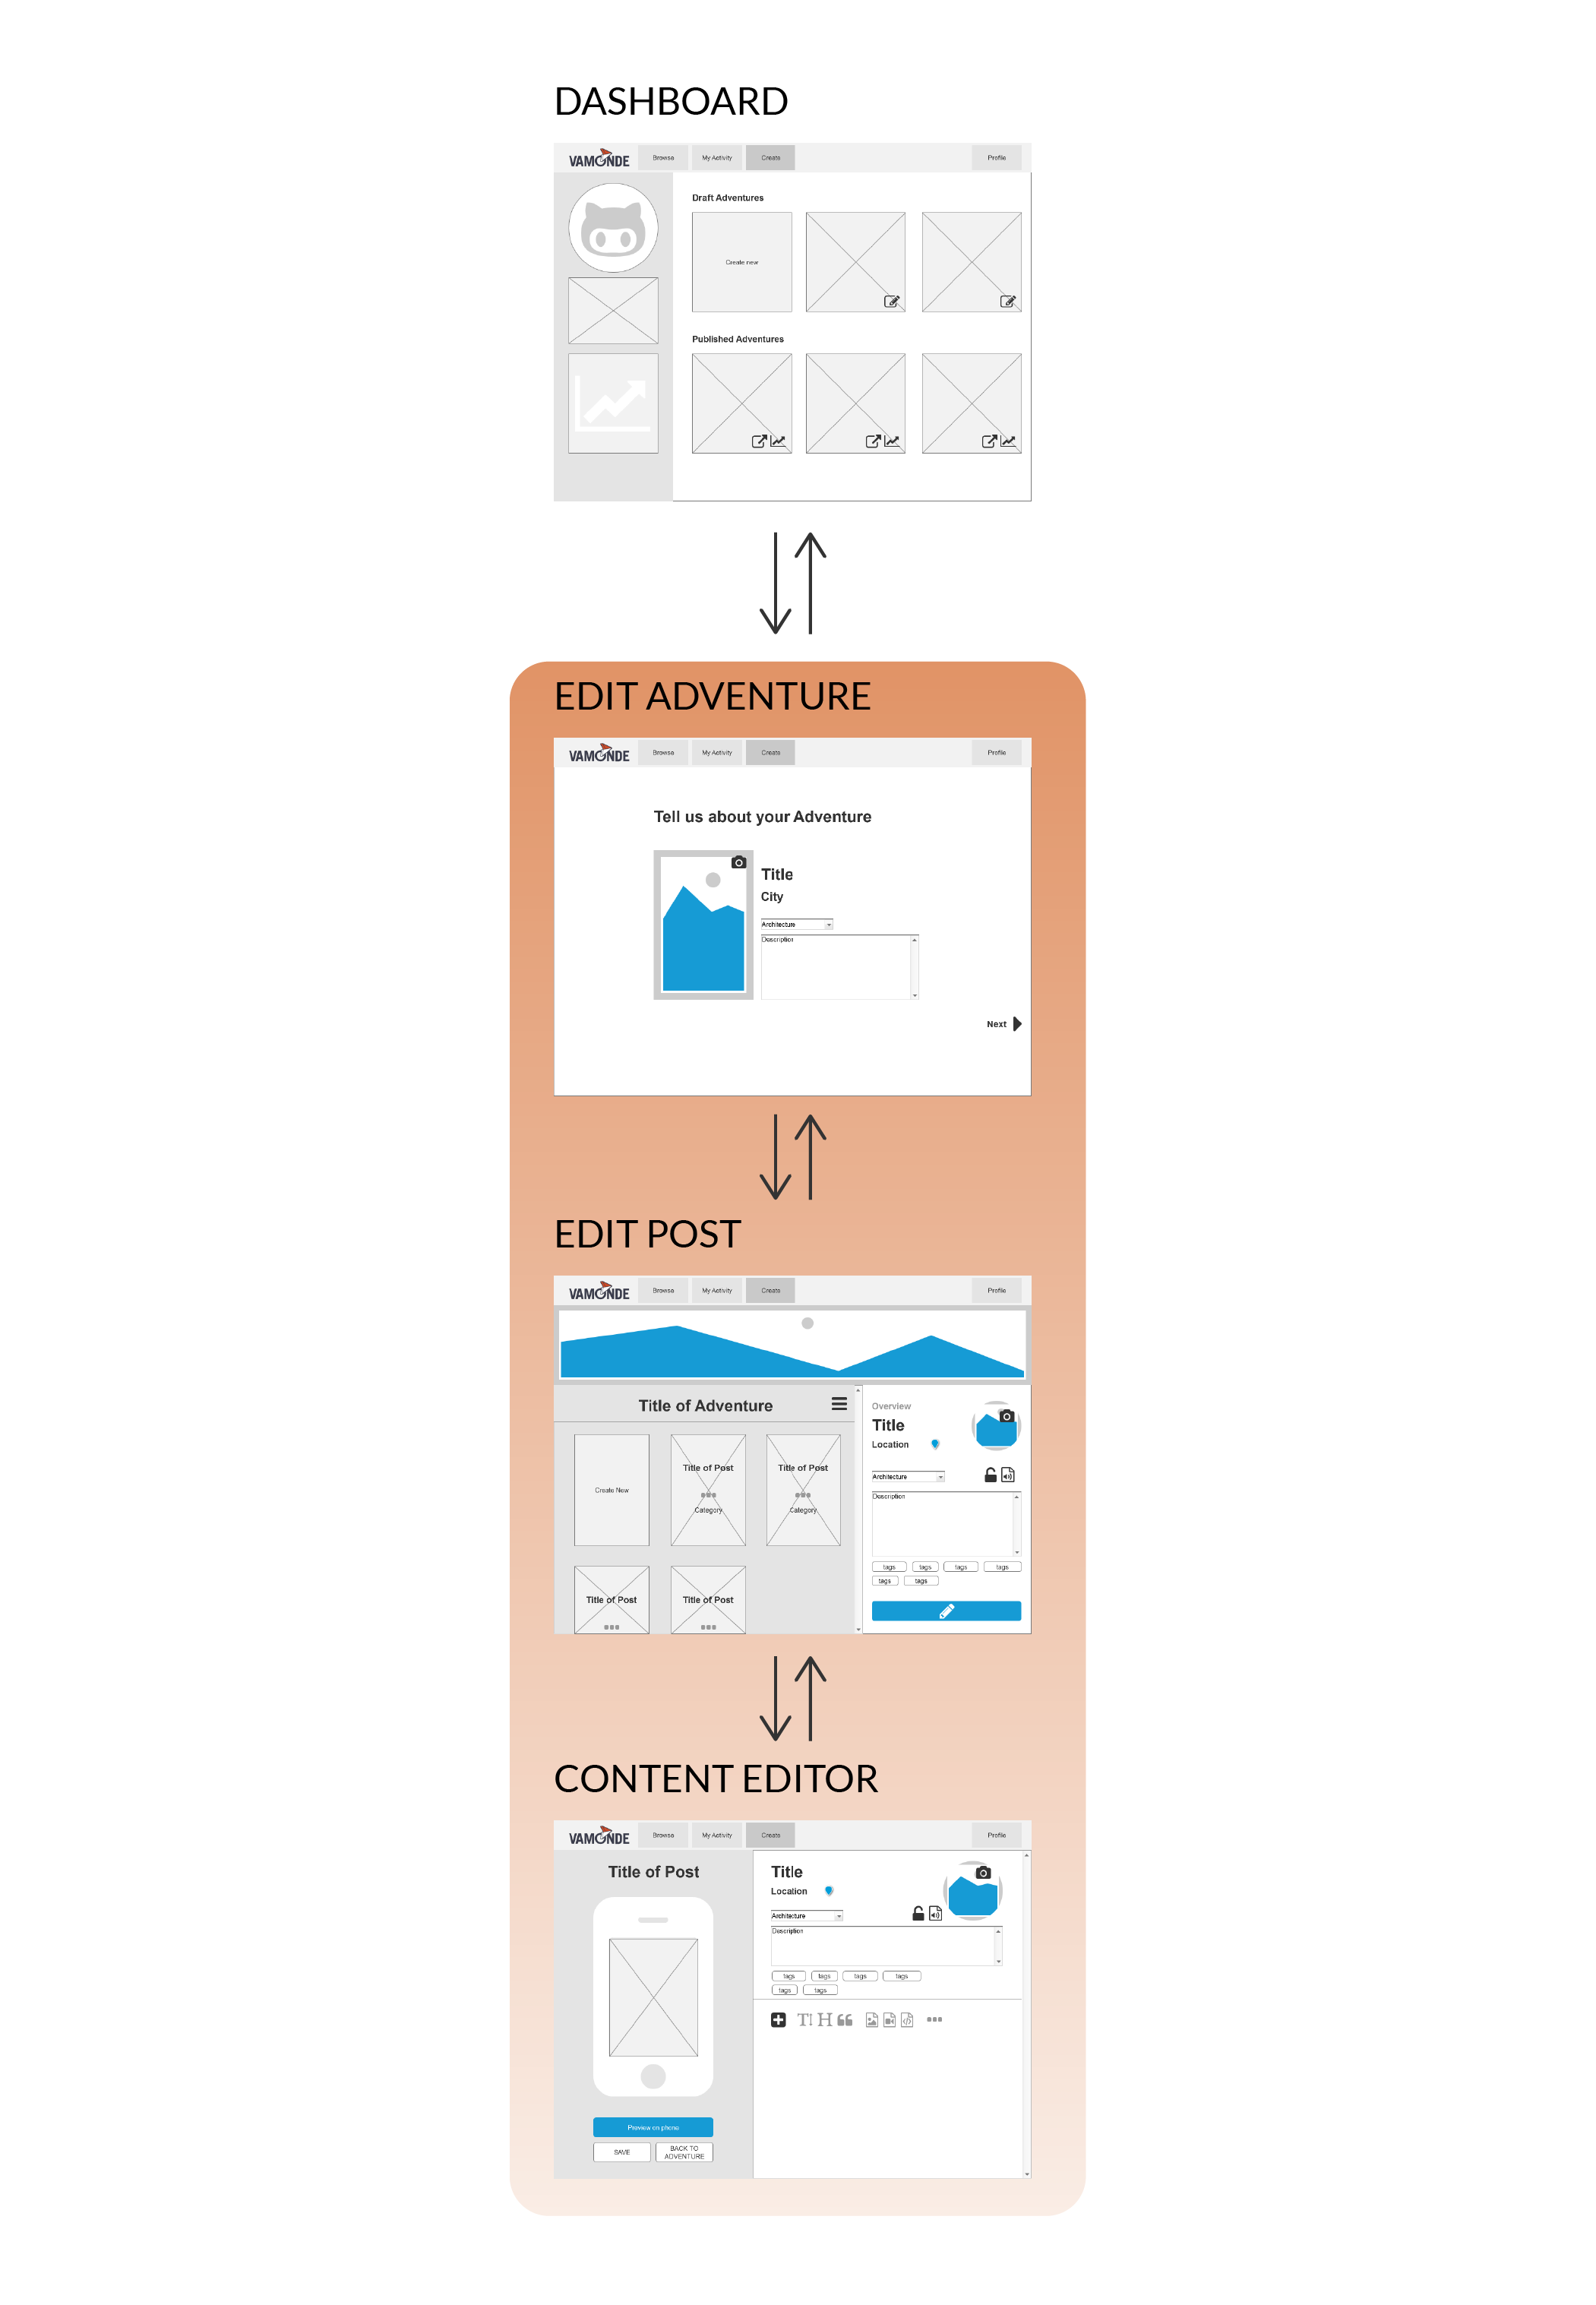 DASHBOARD
VAMONDE Browse My Activity Create Profile
Draft Adventures
Create new
Published Adventures
EDIT ADVENTURE
VAMONDE Browse My Activity Create Profile
Tell us about your Adventure
Title
City
Architecture
Description
Next
EDIT POST
VAMONDE Browse My Activity Create Profile
Title of Adventure
Create New
Title of Post
Category
Title of Post
Category
Title of Post
Title of Post
Overview
Title
Location
Architecture
Description
tags tags tags tags
tags tags
CONTENT EDITOR
VAMONDE Browse My Activity Create Profile
Title of Post
Preview on phone
SAVE
BACK TO
ADVENTURE
Title
Location
Architecture
Description
tags tags tags tags
tags tags
T H